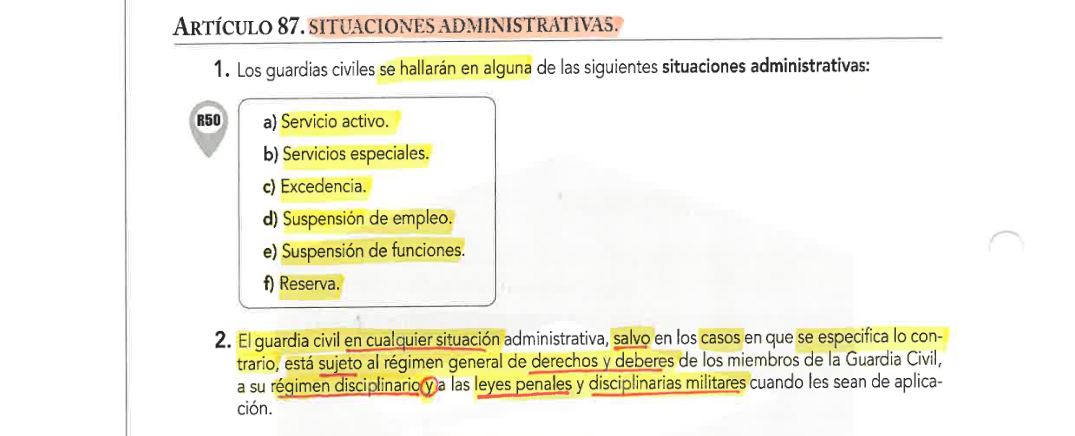 ARTÍCULO 87. SITUACIONES ADMINISTRATIVAS.
1. Los guardias civiles se hallarán en alguna de las siguientes situaciones administrativas:
R50
a) Servicio activo.
b) Servicios especiales.
c) Excedencia.
d) Suspensión de empleo.
e) Suspensión de funciones.
f) Reserva.
2. El guardia civil en cualquier situación administrativa, salvo en los casos en que se especifica lo con-
trario, está sujeto al régimen general de derechos y deberes de los miembros de la Guardia Civil,
a su régimen disciplinario y a las leyes penales y disciplinarias militares cuando les sean de aplica-
ción.